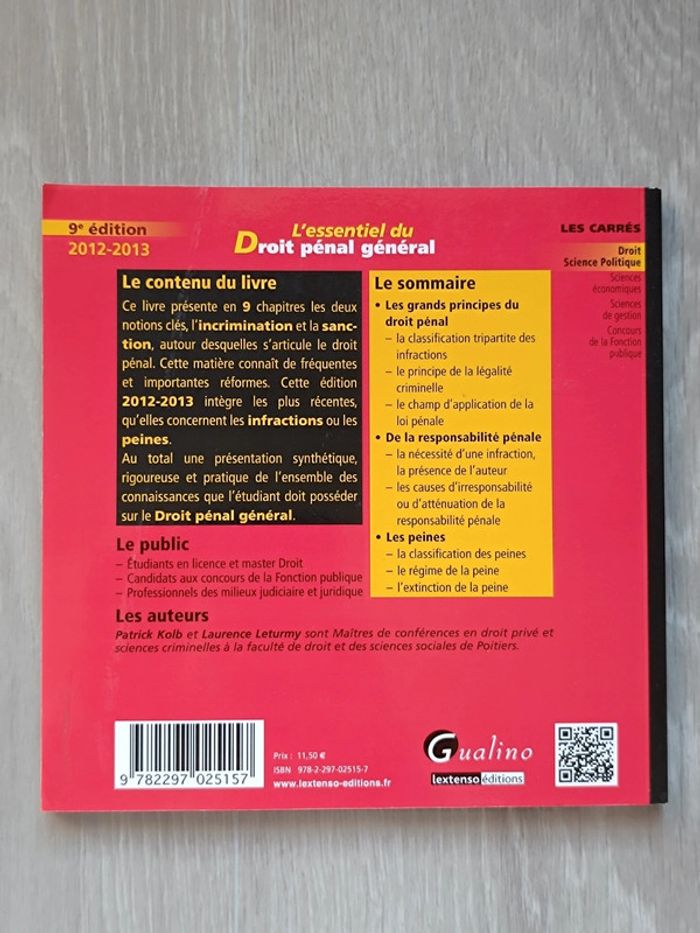 9e édition
2012-2013
L'essentiel du
Droit pénal général
LES CARRÉS
Droit
Science Politique
Sciences
économiques
Sciences
de gestion
Concours
de la Fonction
publique
Le contenu du livre
Ce livre présente en 9 chapitres les deux
notions clés, l'incrimination et la sanc-
tion, autour desquelles s'articule le droit
pénal. Cette matière connaît de fréquentes
et importantes réformes. Cette édition
2012-2013 intègre les plus récentes,
qu'elles concernent les infractions ou les
peines.
Au total une présentation synthétique,
rigoureuse et pratique de l'ensemble des
connaissances que l'étudiant doit posséder
sur le Droit pénal général.
Le sommaire
• Les grands principes du
droit pénal
– la classification tripartite des
infractions
– le principe de la légalité
criminelle
– le champ d'application de la
loi pénale
• De la responsabilité pénale
– la nécessité d'une infraction,
la présence de l'auteur
– les causes d'irresponsabilité
ou d'atténuation de la
responsabilité pénale
• Les peines
– la classification des peines
– le régime de la peine
– l'extinction de la peine
Le public
– Étudiants en licence et master Droit
– Candidats aux concours de la Fonction publique
– Professionnels des milieux judiciaire et juridique
Les auteurs
Patrick Kolb et Laurence Leturmy sont Maîtres de conférences en droit privé et
sciences criminelles à la faculté de droit et des sciences sociales de Poitiers.
9 782297 025157
Prix : 11,50 €
ISBN 978-2-297-02515-7
www.lextenso-editions.fr
Gualino
lextenso éditions